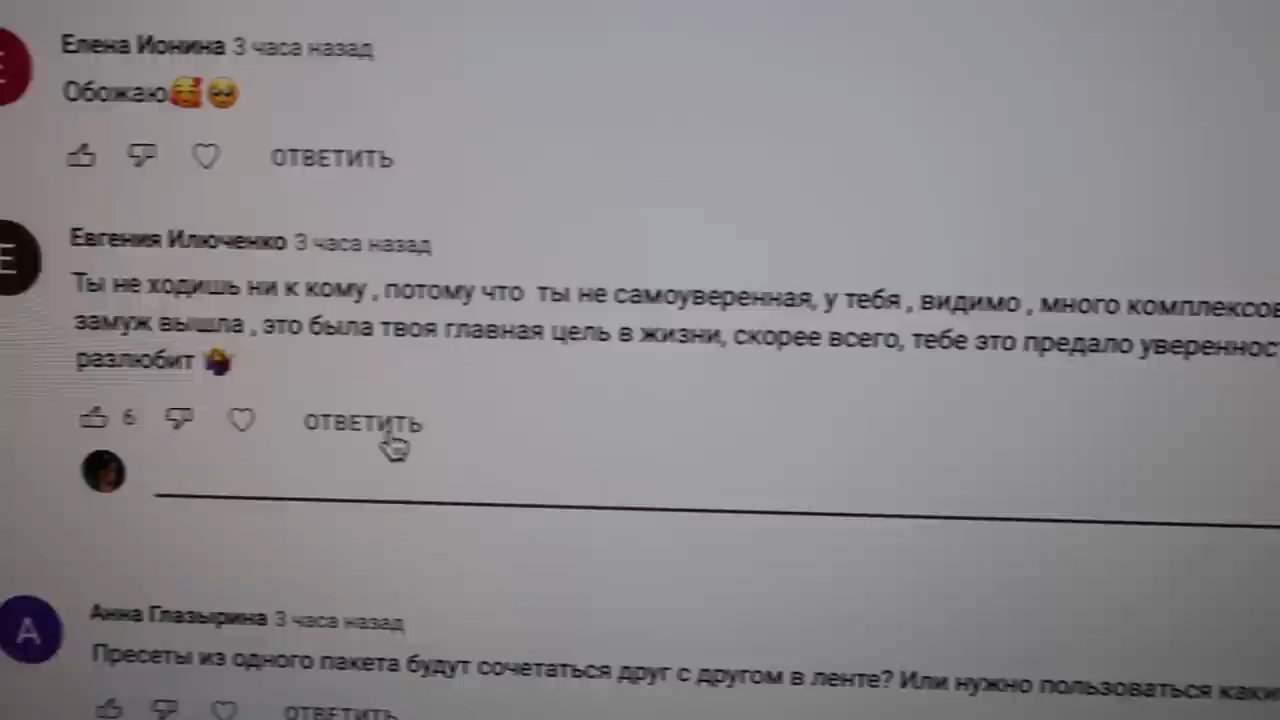 Елена Ионина 3 часа назад
Обожаю🥰🥺
ОТВЕТИТЬ
Евгения Илюченко 3 часа назад
Ты не ходишь ни к кому , потому что ты не самоуверенная, у тебя , видимо , много комплексов
замуж вышла , это была твоя главная цель в жизни, скорее всего, тебе это предало уверенност
разлюбит
6 ОТВЕТИТЬ
Анна Глазырина 3 часа назад
Пресеты из одного пакета будут сочетаться друг с другом в ленте? Или нужно пользоваться каки
ОТВЕТИТЬ